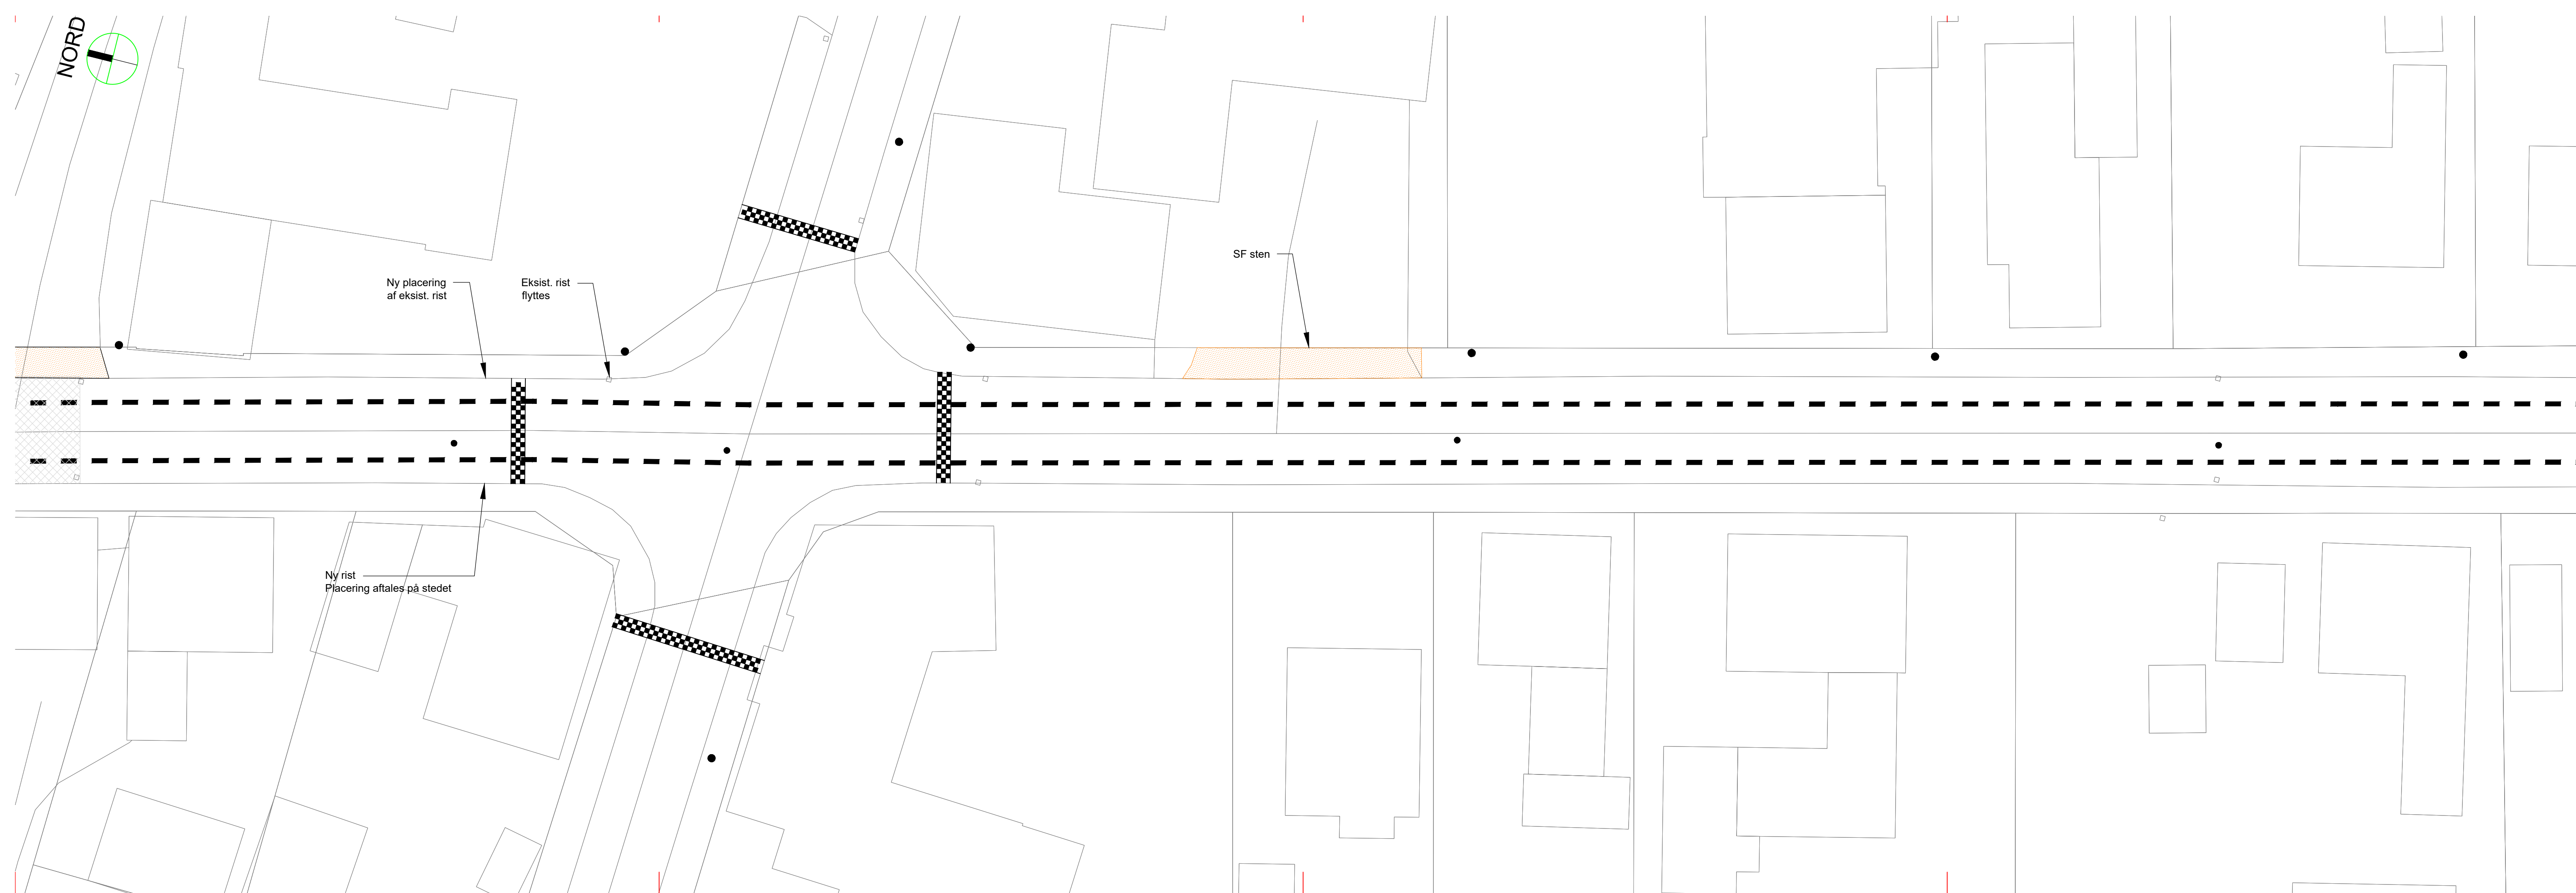 NORD
SF sten
Ny placering
af eksist. rist
Eksist. rist
flyttes
Ny rist
Placering aftales på stedet